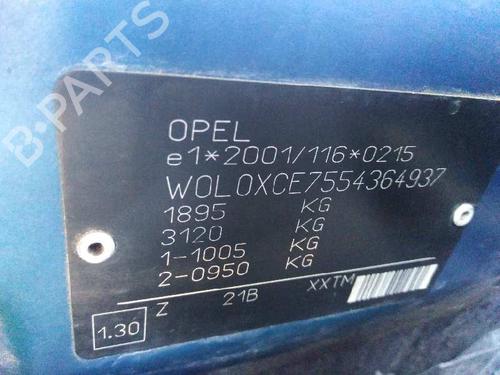 B-PARTS
OPEL
e1*2001/116*0215
W0L0XCE7554364937
1895 KG
3120 KG
1-1005 KG
2-0950 KG
1.30 Z 21B XXTM